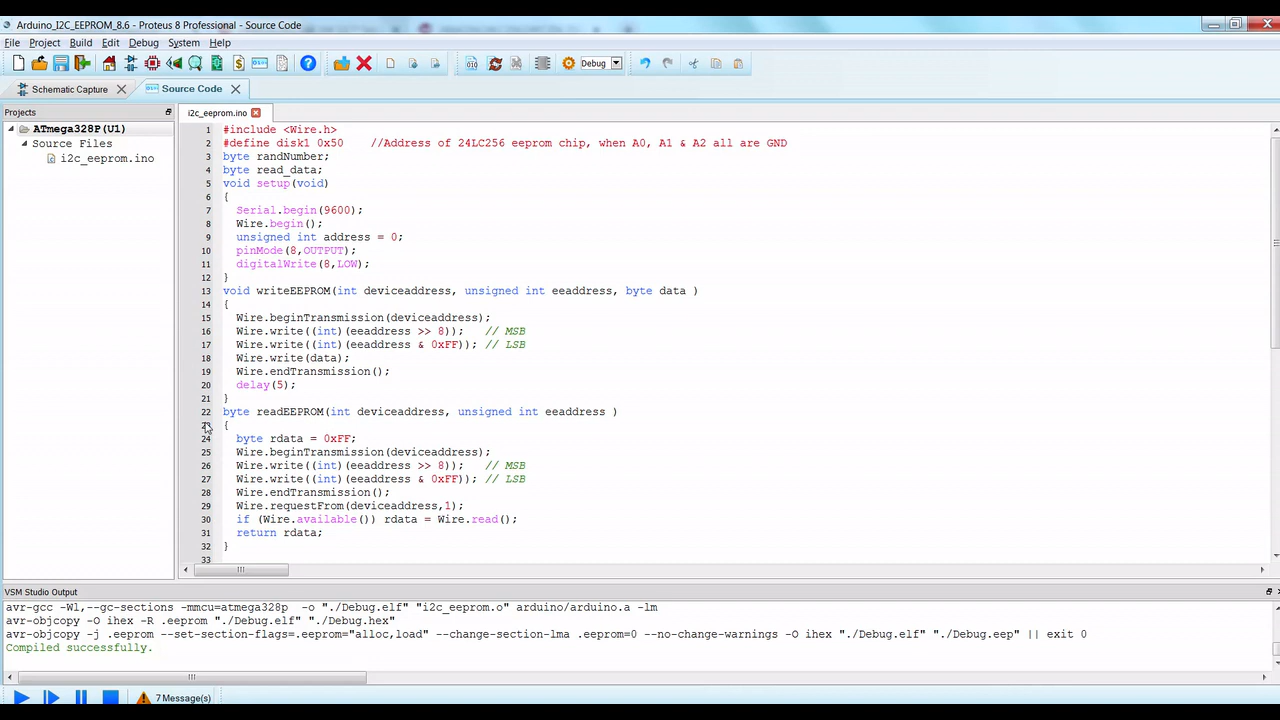 Arduino_I2C_EEPROM_8.6 - Proteus 8 Professional - Source Code
File Project Build Edit Debug System Help
Debug
Schematic Capture Source Code
Projects
i2c_eeprom.ino
ATmega328P(U1)
Source Files
i2c_eeprom.ino
1 #include <Wire.h>
2 #define disk1 0x50 //Address of 24LC256 eeprom chip, when A0, A1 & A2 all are GND
3 byte randNumber;
4 byte read_data;
5 void setup(void)
6 {
7 Serial.begin(9600);
8 Wire.begin();
9 unsigned int address = 0;
10 pinMode(8,OUTPUT);
11 digitalWrite(8,LOW);
12 }
13 void writeEEPROM(int deviceaddress, unsigned int eeaddress, byte data )
14 {
15 Wire.beginTransmission(deviceaddress);
16 Wire.write((int)(eeaddress >> 8)); // MSB
17 Wire.write((int)(eeaddress & 0xFF)); // LSB
18 Wire.write(data);
19 Wire.endTransmission();
20 delay(5);
21 }
22 byte readEEPROM(int deviceaddress, unsigned int eeaddress )
23 {
24 byte rdata = 0xFF;
25 Wire.beginTransmission(deviceaddress);
26 Wire.write((int)(eeaddress >> 8)); // MSB
27 Wire.write((int)(eeaddress & 0xFF)); // LSB
28 Wire.endTransmission();
29 Wire.requestFrom(deviceaddress,1);
30 if (Wire.available()) rdata = Wire.read();
31 return rdata;
32 }
33
VSM Studio Output
avr-gcc -Wl,--gc-sections -mmcu=atmega328p -o "./Debug.elf" "i2c_eeprom.o" arduino/arduino.a -lm
avr-objcopy -O ihex -R .eeprom "./Debug.elf" "./Debug.hex"
avr-objcopy -j .eeprom --set-section-flags=.eeprom="alloc,load" --change-section-lma .eeprom=0 --no-change-warnings -O ihex "./Debug.elf" "./Debug.eep" || exit 0
Compiled successfully.
7 Message(s)